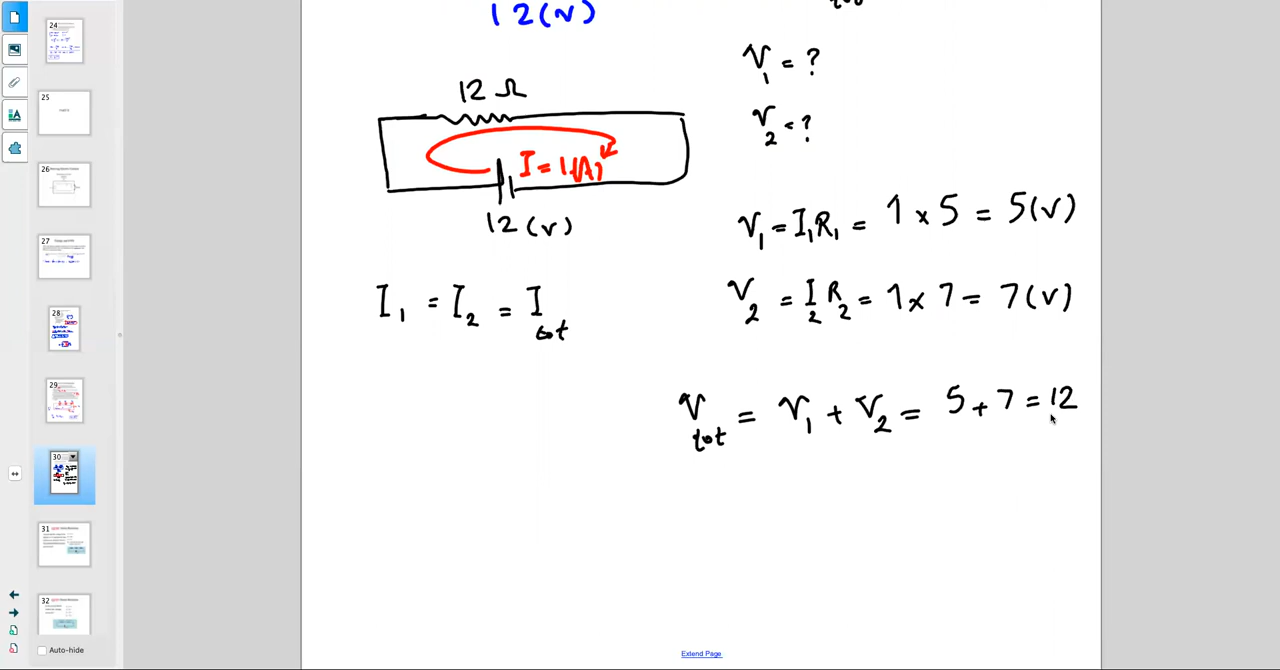 12(v)
tot
V1 = ?
V2 = ?
12 Ω
I = 1(A)
12 (v)
V1 = I1R1 = 1 × 5 = 5(v)
V2 = I2R2 = 1 × 7 = 7(v)
I1 = I2 = Itot
Vtot = V1 + V2 = 5 + 7 = 12
Extend Page
24
25
26
27
28
29
30
31
32
Auto-hide